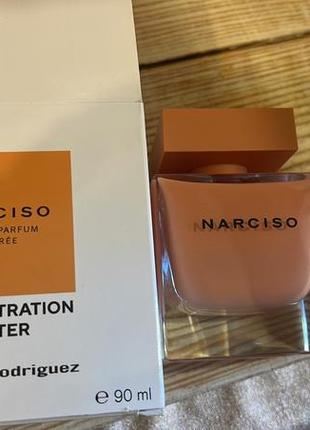 CISO
PARFUM
RÉE
TRATION
TER
odriguez
℮ 90 ml
NARCISO